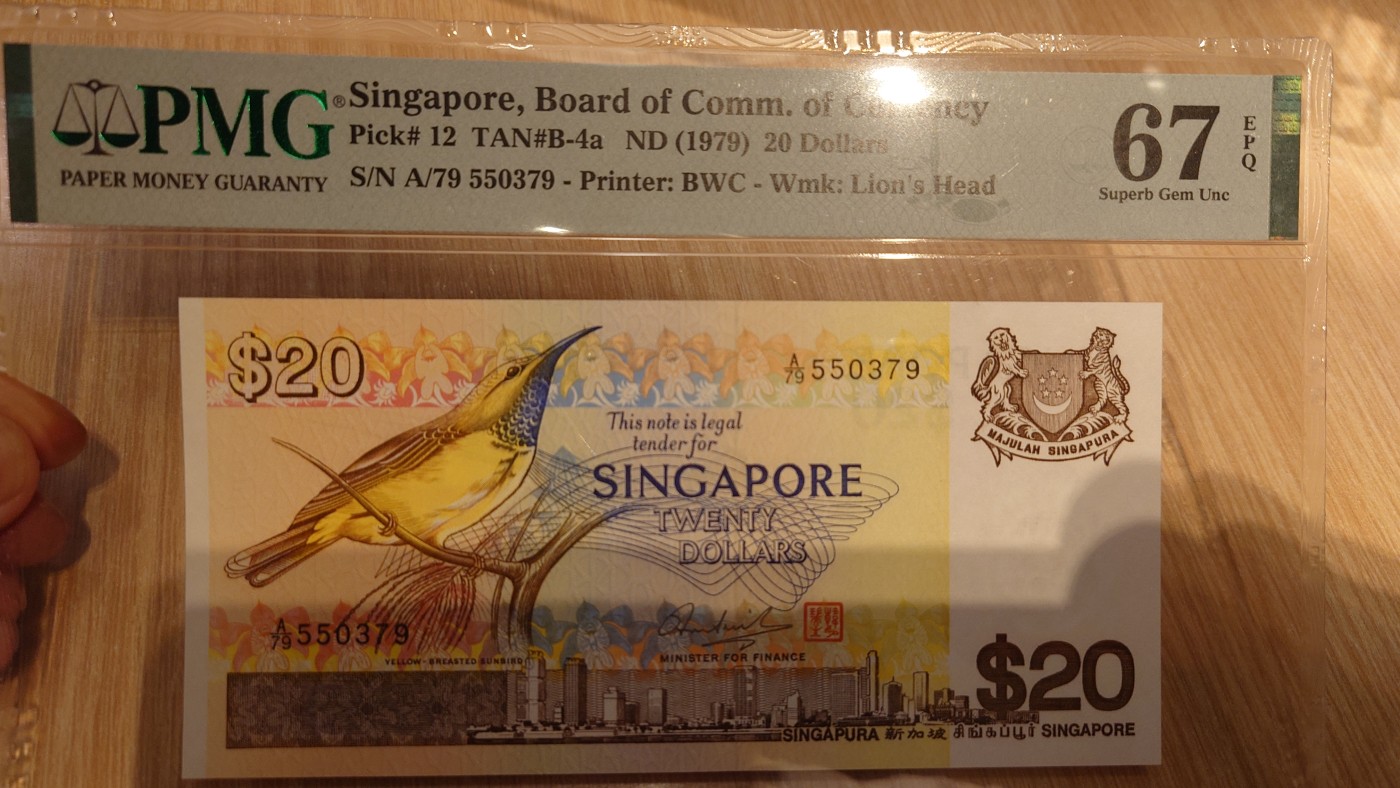 PMG®
PAPER MONEY GUARANTY
Singapore, Board of Comm. of Currency
Pick# 12 TAN#B-4a ND (1979) 20 Dollars
S/N A/79 550379 - Printer: BWC - Wmk: Lion's Head
67
EPQ
Superb Gem Unc
$20
A/79 550379
This note is legal
tender for
SINGAPORE
TWENTY
DOLLARS
MAJULAH SINGAPURA
A/79 550379
YELLOW-BREASTED SUNBIRD
MINISTER FOR FINANCE
$20
SINGAPURA 新加坡 சிங்கப்பூர் SINGAPORE